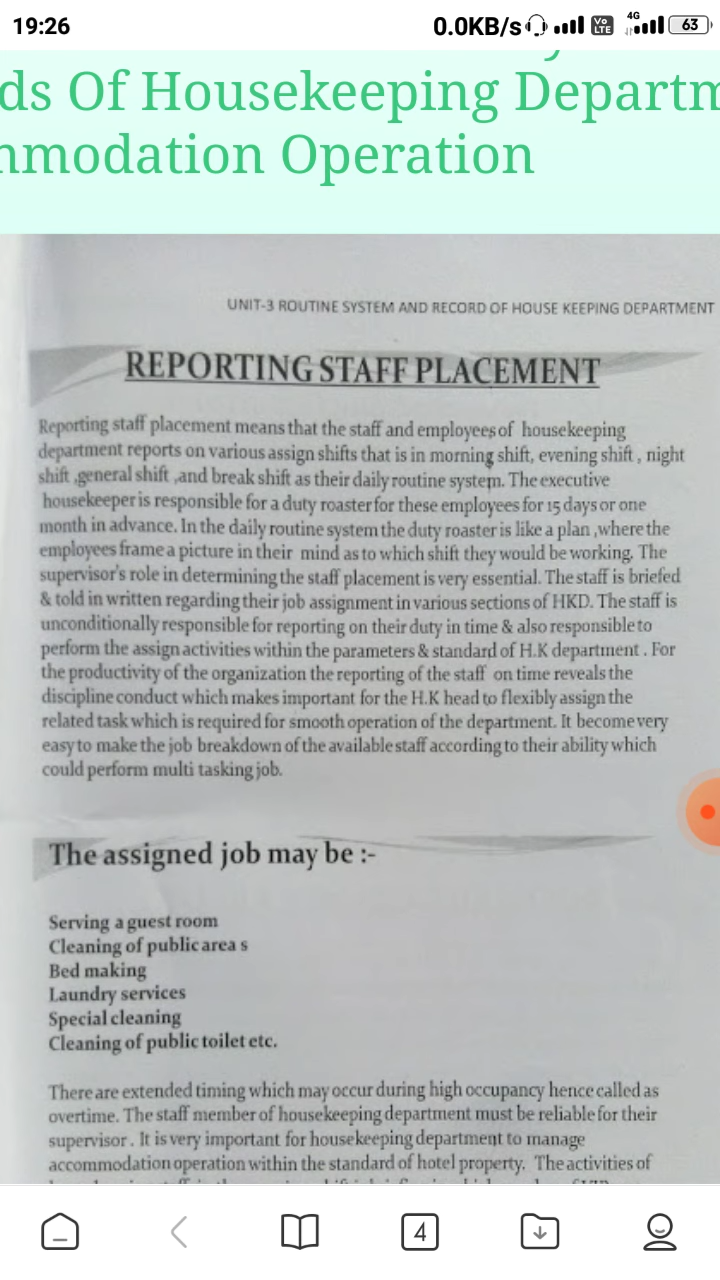 19:26
0.0KB/s Vo LTE 4G 63
ds Of Housekeeping Departm
nmodation Operation
UNIT-3 ROUTINE SYSTEM AND RECORD OF HOUSE KEEPING DEPARTMENT
REPORTING STAFF PLACEMENT
Reporting staff placement means that the staff and employees of housekeeping
department reports on various assign shifts that is in morning shift, evening shift , night
shift ,general shift ,and break shift as their daily routine system. The executive
housekeeper is responsible for a duty roaster for these employees for 15 days or one
month in advance. In the daily routine system the duty roaster is like a plan ,where the
employees frame a picture in their mind as to which shift they would be working. The
supervisor's role in determining the staff placement is very essential. The staff is briefed
& told in written regarding their job assignment in various sections of HKD. The staff is
unconditionally responsible for reporting on their duty in time & also responsible to
perform the assign activities within the parameters & standard of H.K department . For
the productivity of the organization the reporting of the staff on time reveals the
discipline conduct which makes important for the H.K head to flexibly assign the
related task which is required for smooth operation of the department. It become very
easy to make the job breakdown of the available staff according to their ability which
could perform multi tasking job.
The assigned job may be :-
Serving a guest room
Cleaning of public area s
Bed making
Laundry services
Special cleaning
Cleaning of public toilet etc.
There are extended timing which may occur during high occupancy hence called as
overtime. The staff member of housekeeping department must be reliable for their
supervisor . It is very important for housekeeping department to manage
accommodation operation within the standard of hotel property. The activities of
4